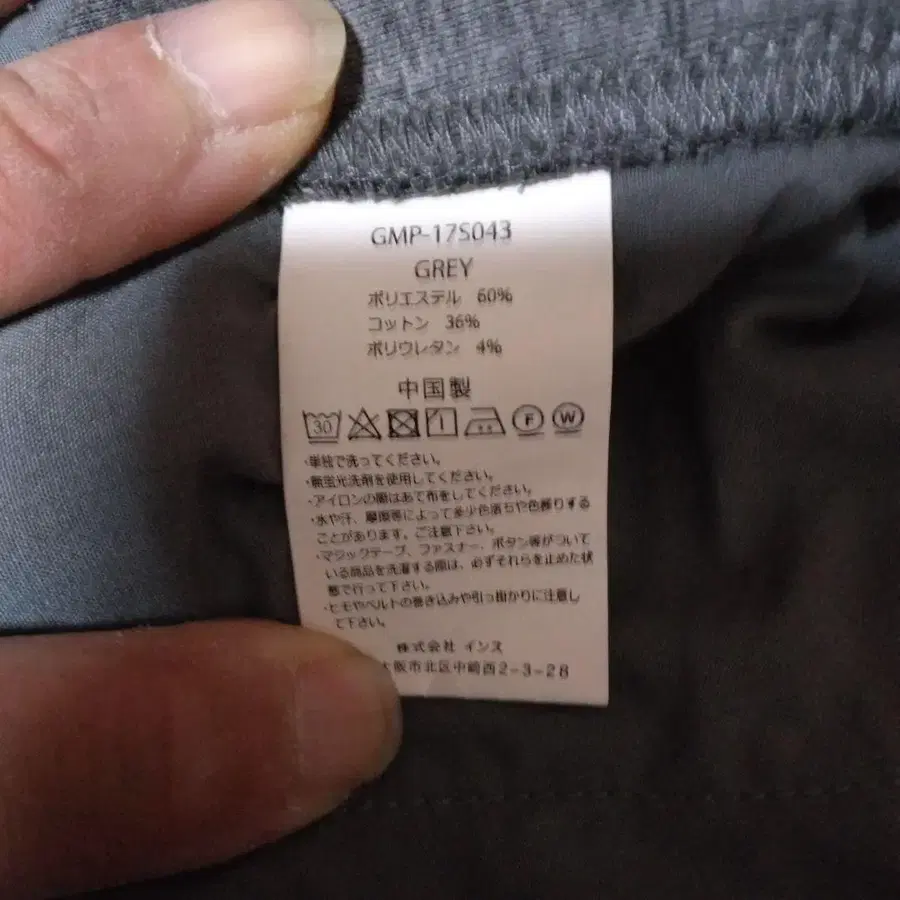 GMP-17S043
GREY
ポリエステル 60%
コットン 36%
ポリウレタン 4%
中国製
30 F W
・単独で洗ってください。
・無蛍光洗剤を使用してください。
・アイロンの際はあて布をしてください。
・水や汗、摩擦等によって多少色落ちや色移りする
ことがあります。ご注意下さい。
・マジックテープ、ファスナー、ボタン等がついて
いる商品を洗濯する際は、必ずそれらを止めた状
態で行って下さい。
・ヒモやベルトの巻き込みや引っ掛かりに注意し
て下さい。
株式会社 インス
大阪市北区中崎西2-3-28